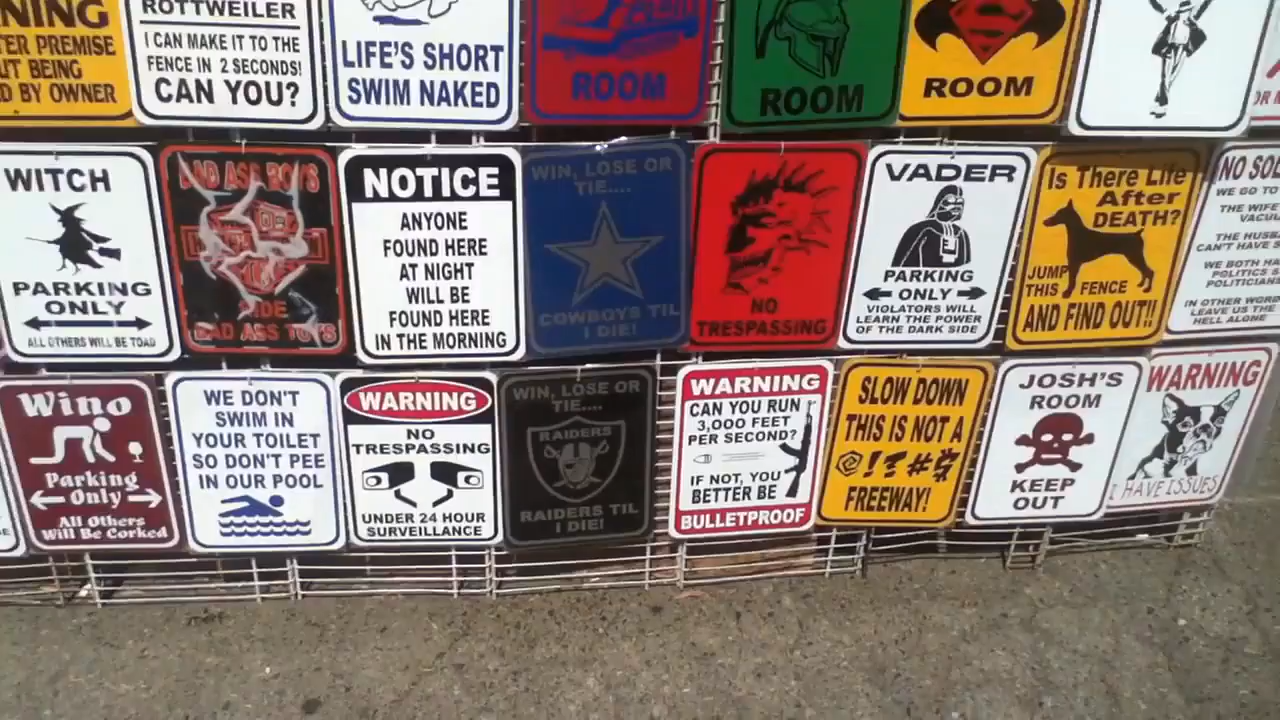 NING
ER PREMISE
UT BEING
D BY OWNER
ROTTWEILER
I CAN MAKE IT TO THE
FENCE IN 2 SECONDS!
CAN YOU?
LIFE'S SHORT
SWIM NAKED
ROOM
ROOM
ROOM
WITCH
PARKING
ONLY
ALL OTHERS WILL BE TOAD
BAD ASS BOYS
RIDE
BAD ASS TOYS
NOTICE
ANYONE
FOUND HERE
AT NIGHT
WILL BE
FOUND HERE
IN THE MORNING
WIN, LOSE OR
TIE....
COWBOYS TIL
I DIE!
NO
TRESPASSING
VADER
PARKING
ONLY
VIOLATORS WILL
LEARN THE POWER
OF THE DARK SIDE
Is There Life
After
DEATH?
JUMP
THIS FENCE
AND FIND OUT!!
NO SOL
WE GO TO
THE WIFE
VACU
THE HUSB
CAN'T HAVE S
WE BOTH HA
POLITICS &
POLITICIAN
IN OTHER WOR
LEAVE US THE
HELL ALONE
Wino
Parking
Only
All Others
Will Be Corked
WE DON'T
SWIM IN
YOUR TOILET
SO DON'T PEE
IN OUR POOL
WARNING
NO
TRESPASSING
UNDER 24 HOUR
SURVEILLANCE
WIN, LOSE OR
TIE....
RAIDERS
RAIDERS TIL
I DIE!
WARNING
CAN YOU RUN
3,000 FEET
PER SECOND?
IF NOT, YOU
BETTER BE
BULLETPROOF
SLOW DOWN
THIS IS NOT A
@!?*#$
FREEWAY!
JOSH'S
ROOM
KEEP
OUT
WARNING
I HAVE ISSUES